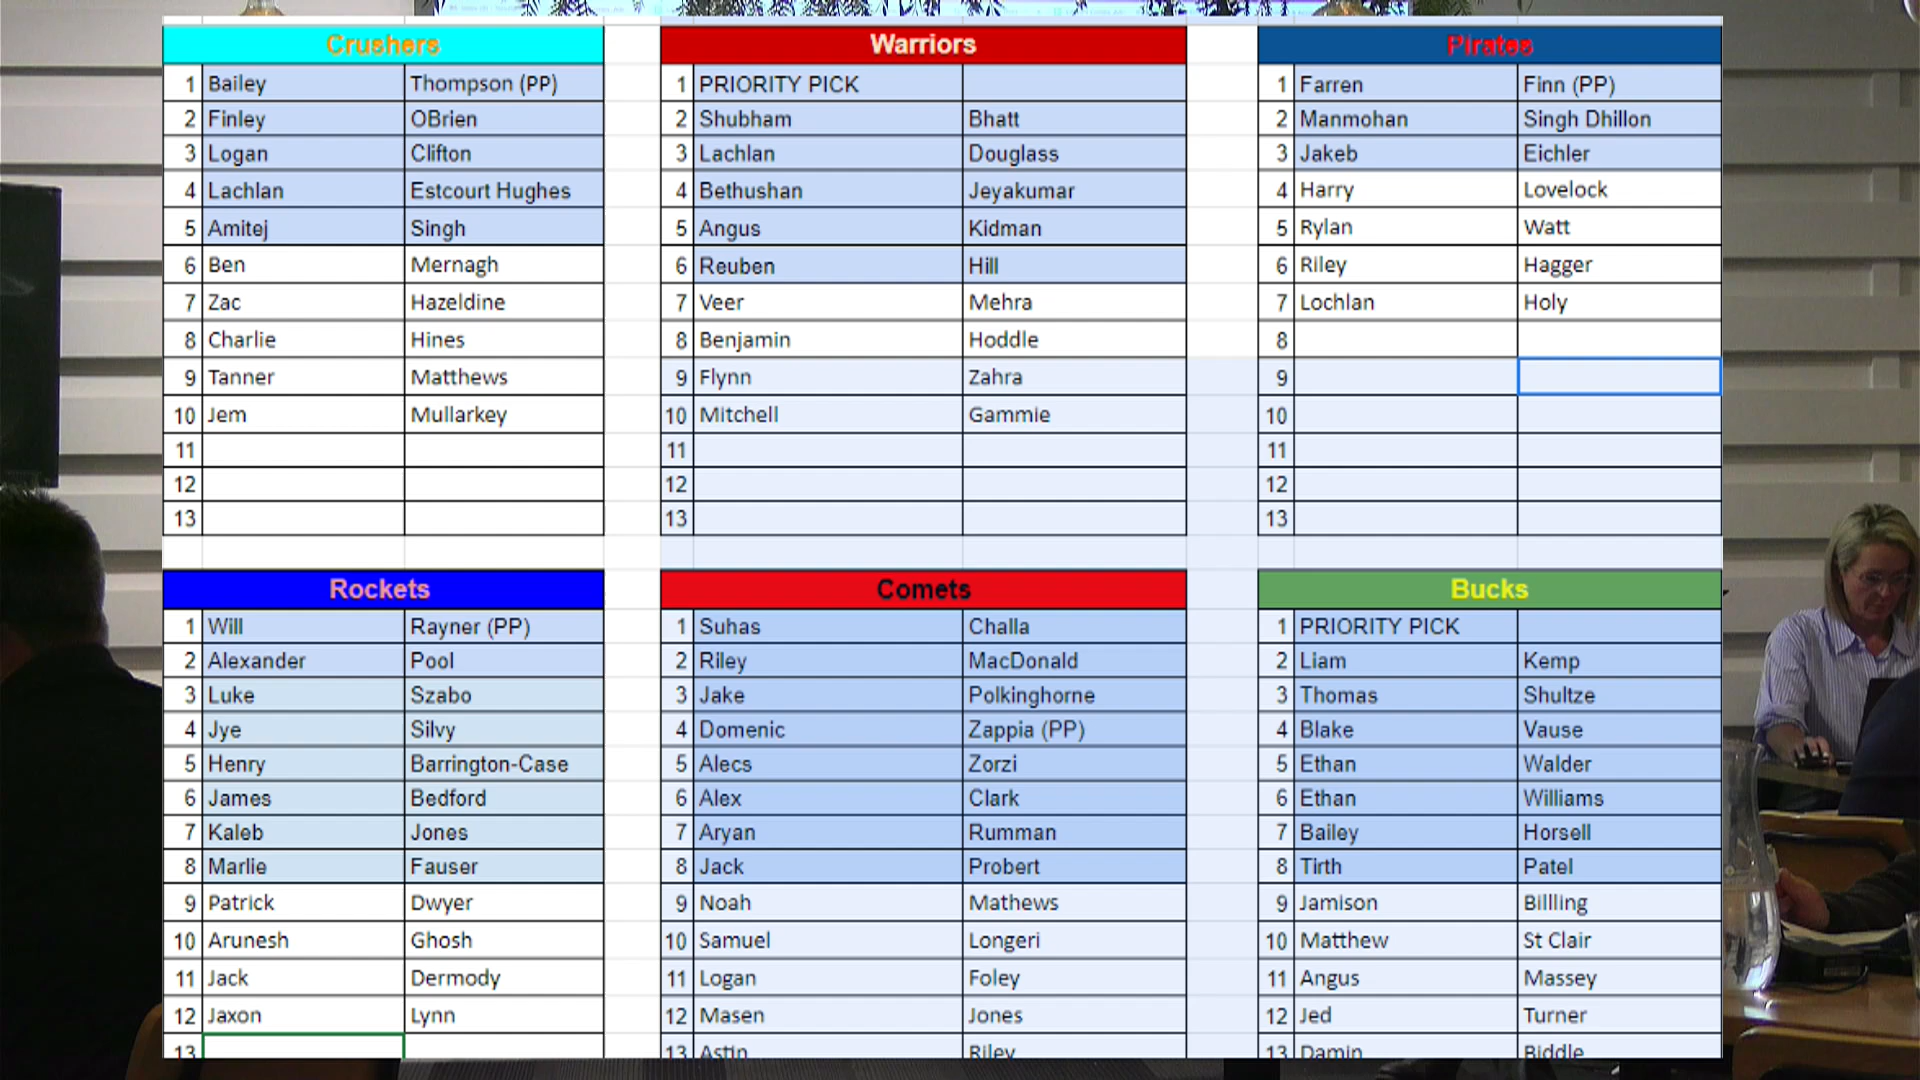 Crushers
1 Bailey Thompson (PP)
2 Finley OBrien
3 Logan Clifton
4 Lachlan Estcourt Hughes
5 Amitej Singh
6 Ben Mernagh
7 Zac Hazeldine
8 Charlie Hines
9 Tanner Matthews
10 Jem Mullarkey
11
12
13
Warriors
1 PRIORITY PICK
2 Shubham Bhatt
3 Lachlan Douglass
4 Bethushan Jeyakumar
5 Angus Kidman
6 Reuben Hill
7 Veer Mehra
8 Benjamin Hoddle
9 Flynn Zahra
10 Mitchell Gammie
11
12
13
Pirates
1 Farren Finn (PP)
2 Manmohan Singh Dhillon
3 Jakeb Eichler
4 Harry Lovelock
5 Rylan Watt
6 Riley Hagger
7 Lochlan Holy
8
9
10
11
12
13
Rockets
1 Will Rayner (PP)
2 Alexander Pool
3 Luke Szabo
4 Jye Silvy
5 Henry Barrington-Case
6 James Bedford
7 Kaleb Jones
8 Marlie Fauser
9 Patrick Dwyer
10 Arunesh Ghosh
11 Jack Dermody
12 Jaxon Lynn
13
Comets
1 Suhas Challa
2 Riley MacDonald
3 Jake Polkinghorne
4 Domenic Zappia (PP)
5 Alecs Zorzi
6 Alex Clark
7 Aryan Rumman
8 Jack Probert
9 Noah Mathews
10 Samuel Longeri
11 Logan Foley
12 Masen Jones
13 Astin Riley
Bucks
1 PRIORITY PICK
2 Liam Kemp
3 Thomas Shultze
4 Blake Vause
5 Ethan Walder
6 Ethan Williams
7 Bailey Horsell
8 Tirth Patel
9 Jamison Billling
10 Matthew St Clair
11 Angus Massey
12 Jed Turner
13 Damin Biddle